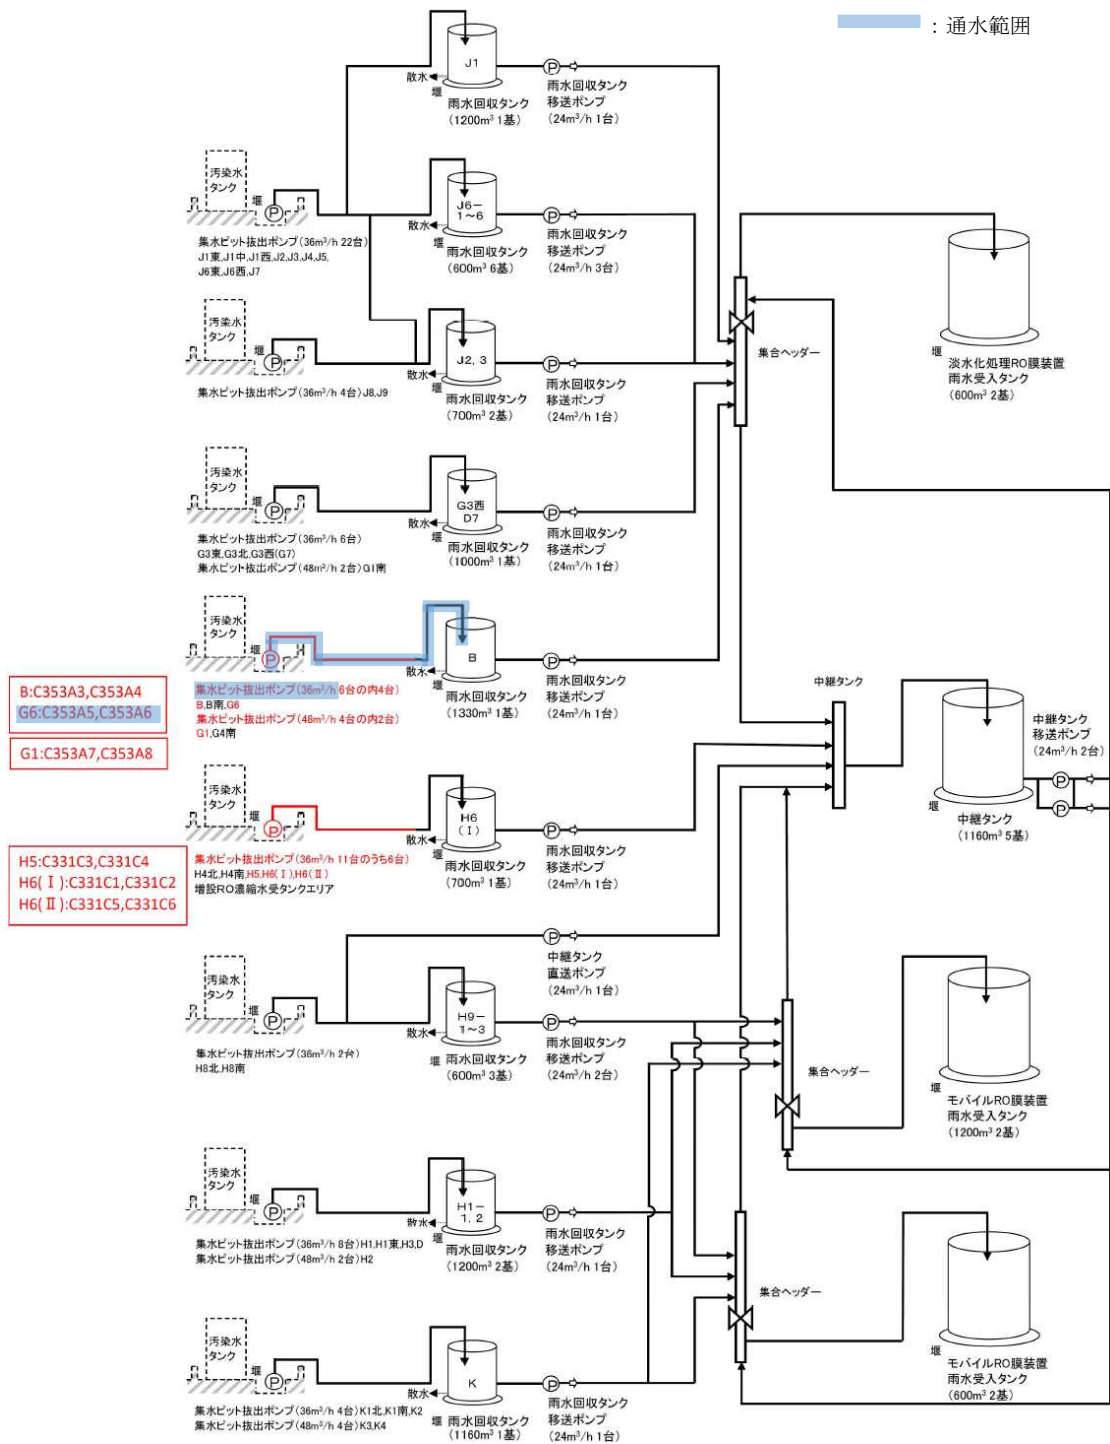 ：通水範囲
J1
散水
堰
雨水回収タンク
(1200m³ 1基)
雨水回収タンク
移送ポンプ
(24m³/h 1台)
汚染水
タンク
堰
P
集水ピット抜出ポンプ(36m³/h 22台)
J1東,J1中,J1西,J2,J3,J4,J5,
J6東,J6西,J7
J6-
1~6
散水
堰
雨水回収タンク
(600m³ 6基)
P
雨水回収タンク
移送ポンプ
(24m³/h 3台)
汚染水
タンク
堰
P
集水ピット抜出ポンプ(36m³/h 4台)J8,J9
J2, 3
散水
堰
雨水回収タンク
(700m³ 2基)
P
雨水回収タンク
移送ポンプ
(24m³/h 1台)
集合ヘッダー
堰
淡水化処理RO膜装置
雨水受入タンク
(600m³ 2基)
汚染水
タンク
堰
P
集水ピット抜出ポンプ(36m³/h 6台)
G3東,G3北,G3西(G7)
集水ピット抜出ポンプ(48m³/h 2台)G1南
G3西
D7
散水
堰
雨水回収タンク
(1000m³ 1基)
P
雨水回収タンク
移送ポンプ
(24m³/h 1台)
汚染水
タンク
堰
P
集水ピット抜出ポンプ(36m³/h 6台の内4台)
B,B南,G6
集水ピット抜出ポンプ(48m³/h 4台の内2台)
G1,G4南
B:C353A3,C353A4
G6:C353A5,C353A6
G1:C353A7,C353A8
B
散水
堰
雨水回収タンク
(1330m³ 1基)
P
雨水回収タンク
移送ポンプ
(24m³/h 1台)
中継タンク
堰
中継タンク
(1160m³ 5基)
中継タンク
移送ポンプ
(24m³/h 2台)
P
P
汚染水
タンク
堰
P
集水ピット抜出ポンプ(36m³/h 11台のうち6台)
H4北,H4南,H5,H6(Ⅰ),H6(Ⅱ)
増設RO濃縮水受タンクエリア
H5:C331C3,C331C4
H6(Ⅰ):C331C1,C331C2
H6(Ⅱ):C331C5,C331C6
H6
(Ⅰ)
散水
堰
雨水回収タンク
(700m³ 1基)
P
雨水回収タンク
移送ポンプ
(24m³/h 1台)
P
中継タンク
直送ポンプ
(24m³/h 1台)
汚染水
タンク
堰
P
集水ピット抜出ポンプ(36m³/h 2台)
H8北,H8南
H9-
1~3
散水
堰
雨水回収タンク
(600m³ 3基)
P
雨水回収タンク
移送ポンプ
(24m³/h 2台)
集合ヘッダー
堰
モバイルRO膜装置
雨水受入タンク
(1200m³ 2基)
汚染水
タンク
堰
P
集水ピット抜出ポンプ(36m³/h 8台)H1,H1東,H3,D
集水ピット抜出ポンプ(48m³/h 2台)H2
H1-
1, 2
散水
堰
雨水回収タンク
(1200m³ 2基)
P
雨水回収タンク
移送ポンプ
(24m³/h 1台)
集合ヘッダー
堰
モバイルRO膜装置
雨水受入タンク
(600m³ 2基)
汚染水
タンク
堰
P
集水ピット抜出ポンプ(36m³/h 4台)K1北,K1南,K2
集水ピット抜出ポンプ(48m³/h 4台)K3,K4
K
散水
堰
雨水回収タンク
(1160m³ 1基)
P
雨水回収タンク
移送ポンプ
(24m³/h 1台)